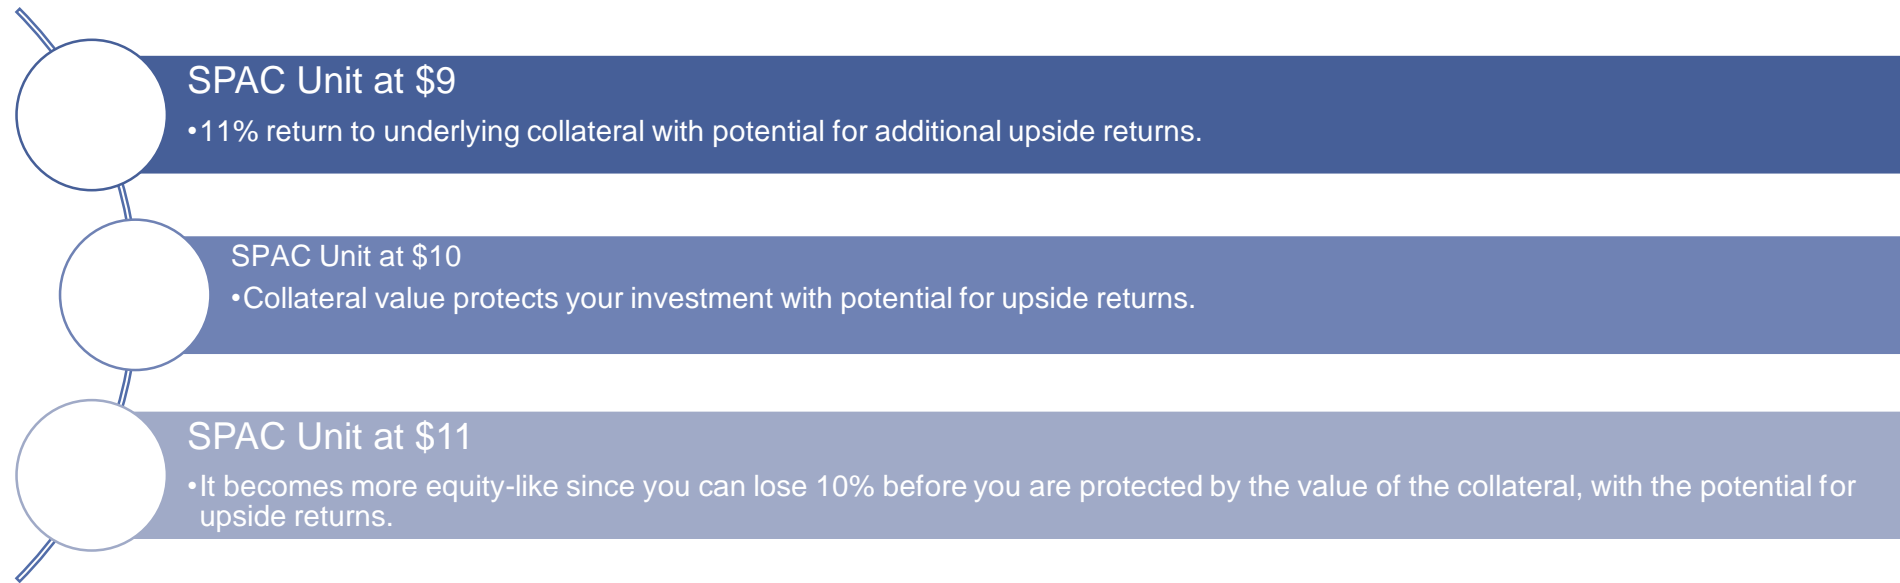 SPAC Unit at $9
•11% return to underlying collateral with potential for additional upside returns.
SPAC Unit at $10
•Collateral value protects your investment with potential for upside returns.
SPAC Unit at $11
•It becomes more equity-like since you can lose 10% before you are protected by the value of the collateral, with the potential for
upside returns.